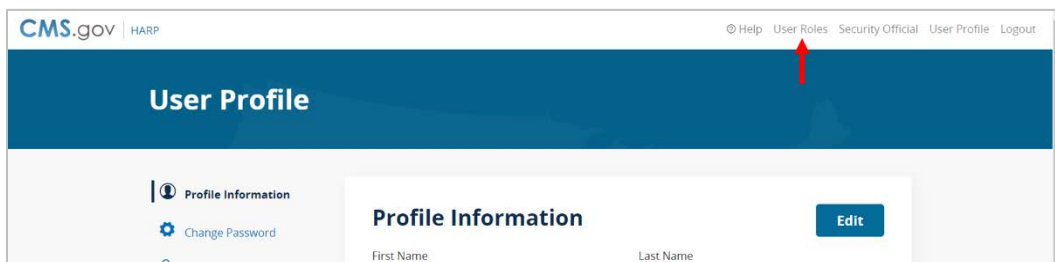 CMS.gov | HARP
Help User Roles Security Official User Profile Logout
User Profile
Profile Information
Change Password
Profile Information
Edit
First Name Last Name